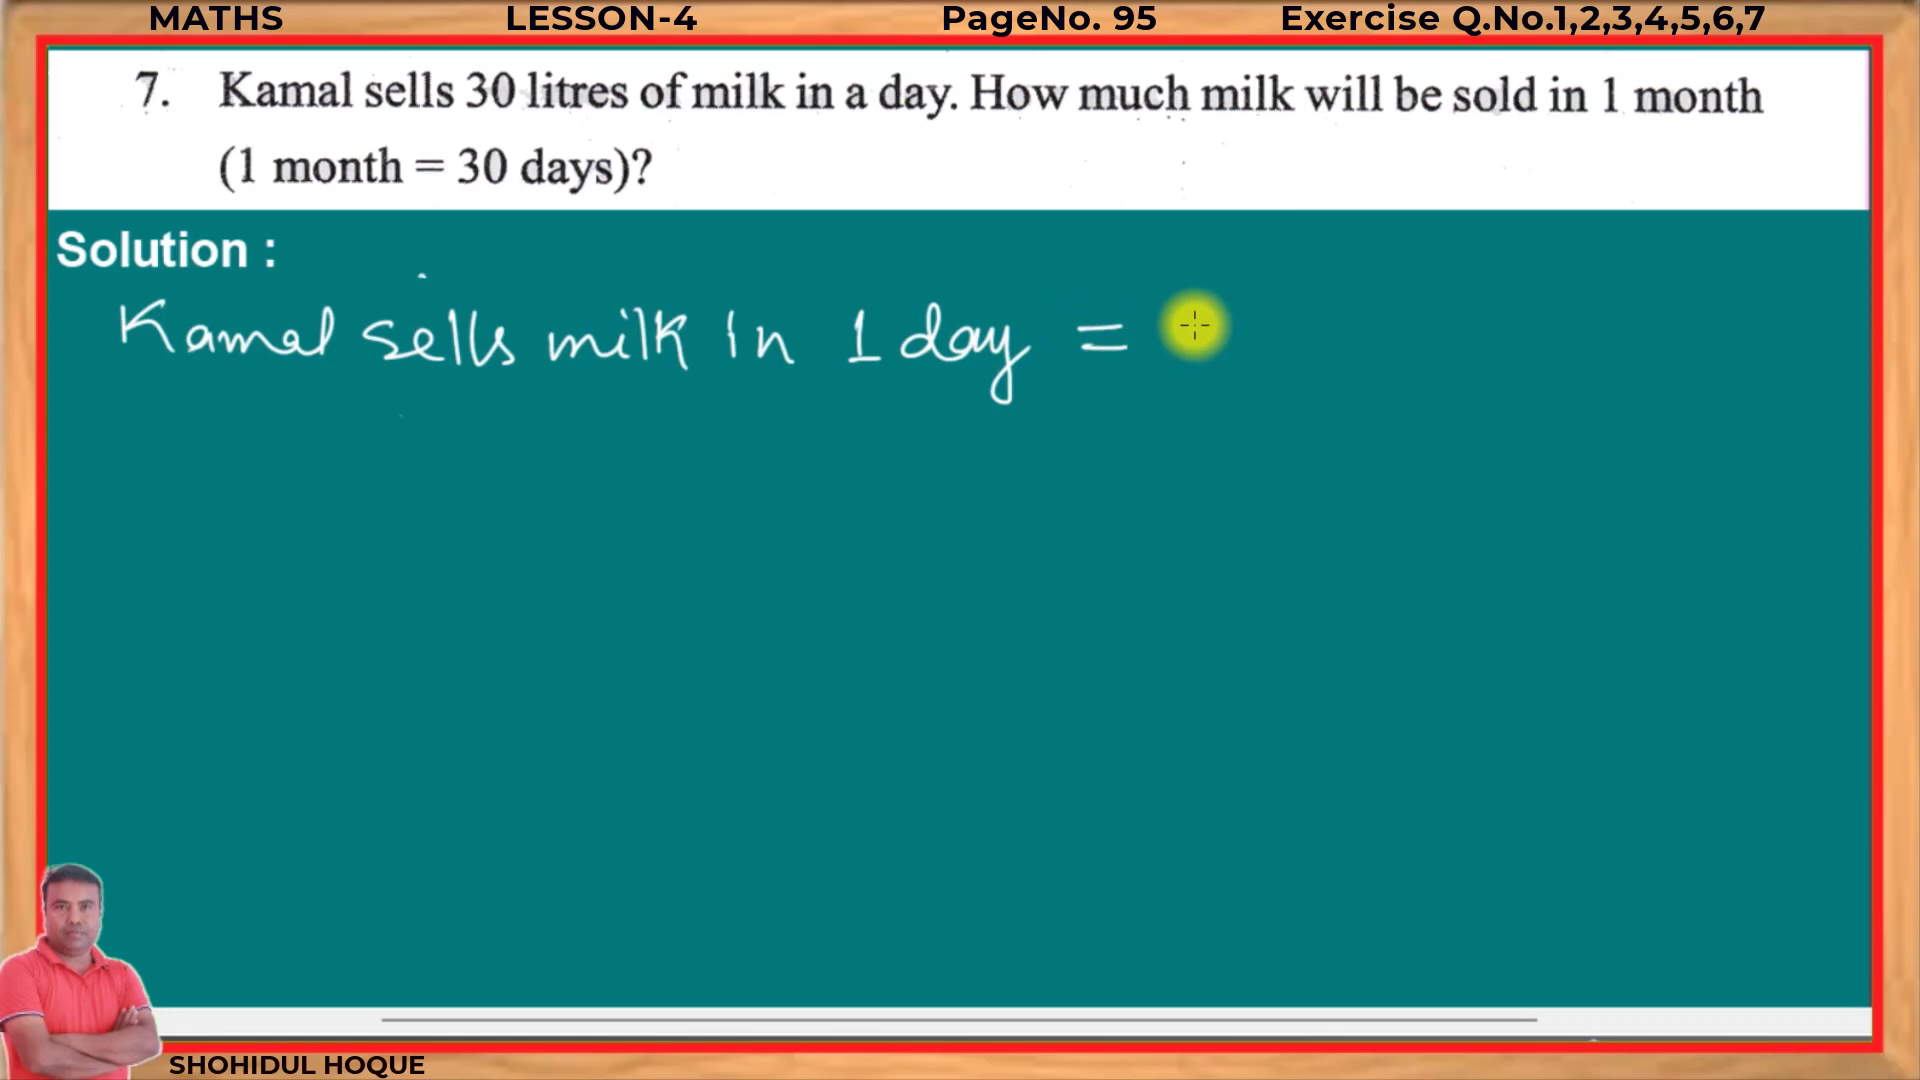 MATHS LESSON-4 PageNo. 95 Exercise Q.No.1,2,3,4,5,6,7
7. Kamal sells 30 litres of milk in a day. How much milk will be sold in 1 month
(1 month = 30 days)?
Solution :
Kamal sells milk in 1 day =
SHOHIDUL HOQUE